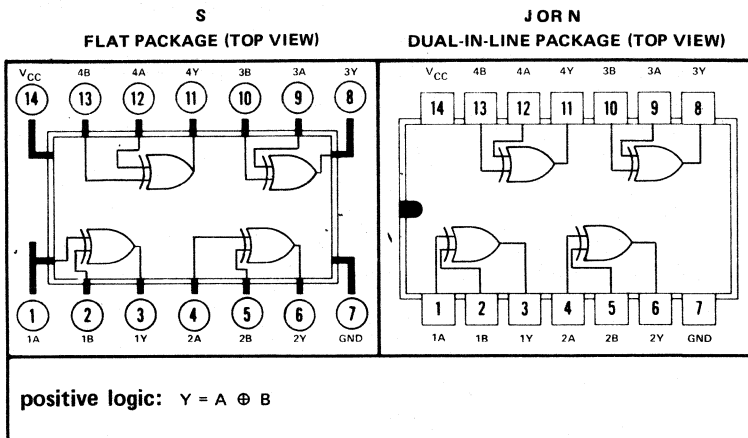 S
FLAT PACKAGE (TOP VIEW)
J OR N
DUAL-IN-LINE PACKAGE (TOP VIEW)
VCC 4B 4A 4Y 3B 3A 3Y
14 13 12 11 10 9 8
1 2 3 4 5 6 7
1A 1B 1Y 2A 2B 2Y GND
VCC 4B 4A 4Y 3B 3A 3Y
14 13 12 11 10 9 8
1 2 3 4 5 6 7
1A 1B 1Y 2A 2B 2Y GND
positive logic: Y = A ⊕ B